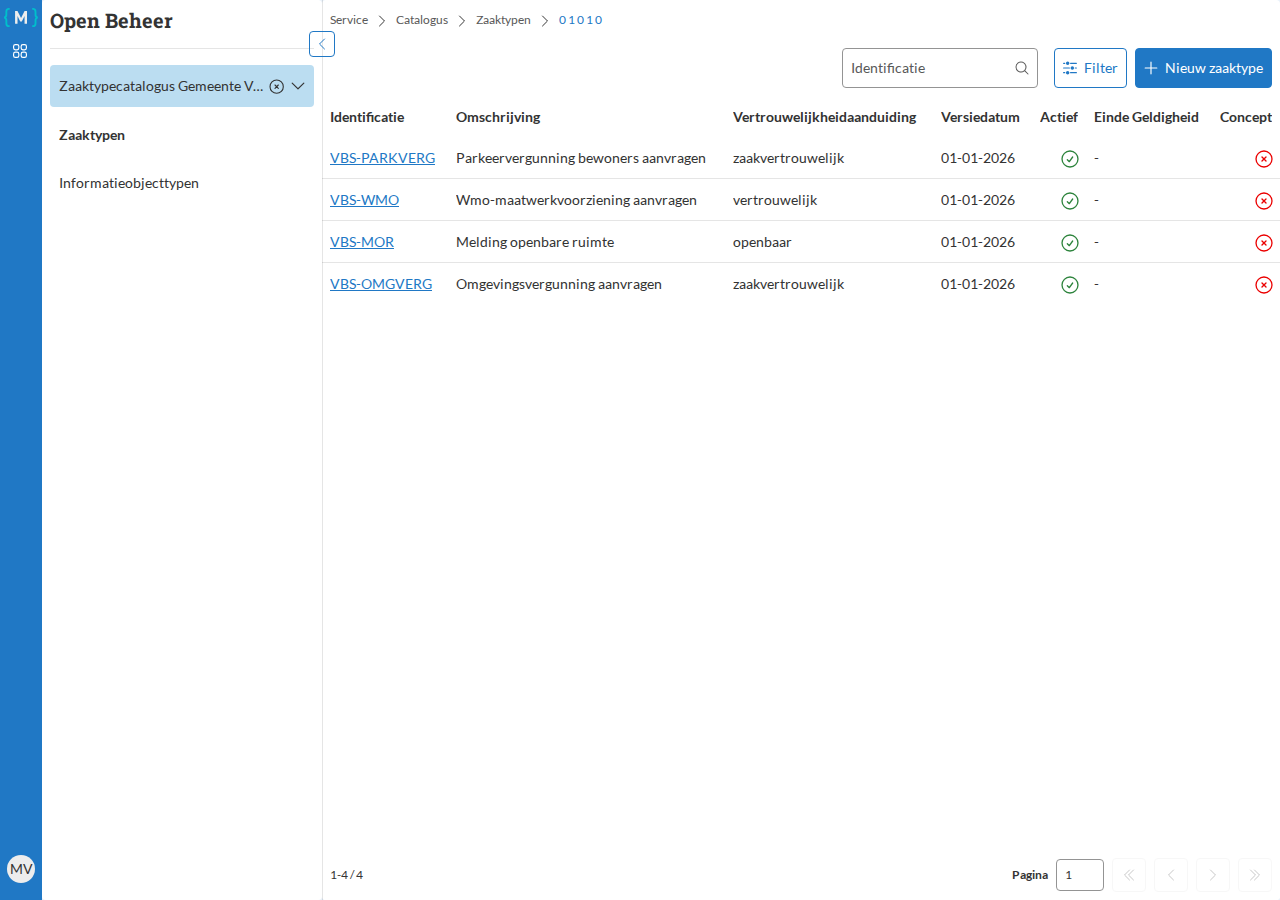 { M }
Open Beheer
Zaaktypecatalogus Gemeente V...
Zaaktypen
Informatieobjecttypen
MV
Service Catalogus Zaaktypen 01010
Identificatie Filter Nieuw zaaktype
Identificatie Omschrijving Vertrouwelijkheidaanduiding Versiedatum Actief Einde Geldigheid Concept
VBS-PARKVERG Parkeervergunning bewoners aanvragen zaakvertrouwelijk 01-01-2026 -
VBS-WMO Wmo-maatwerkvoorziening aanvragen vertrouwelijk 01-01-2026 -
VBS-MOR Melding openbare ruimte openbaar 01-01-2026 -
VBS-OMGVERG Omgevingsvergunning aanvragen zaakvertrouwelijk 01-01-2026 -
1-4 / 4 Pagina 1